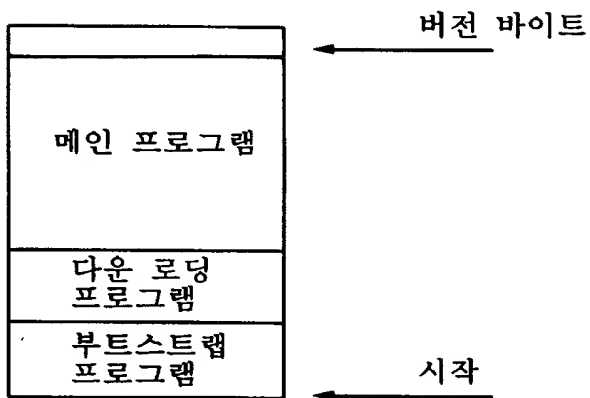 버전 바이트
메인 프로그램
다운 로딩
프로그램
부트스트랩
프로그램
시작